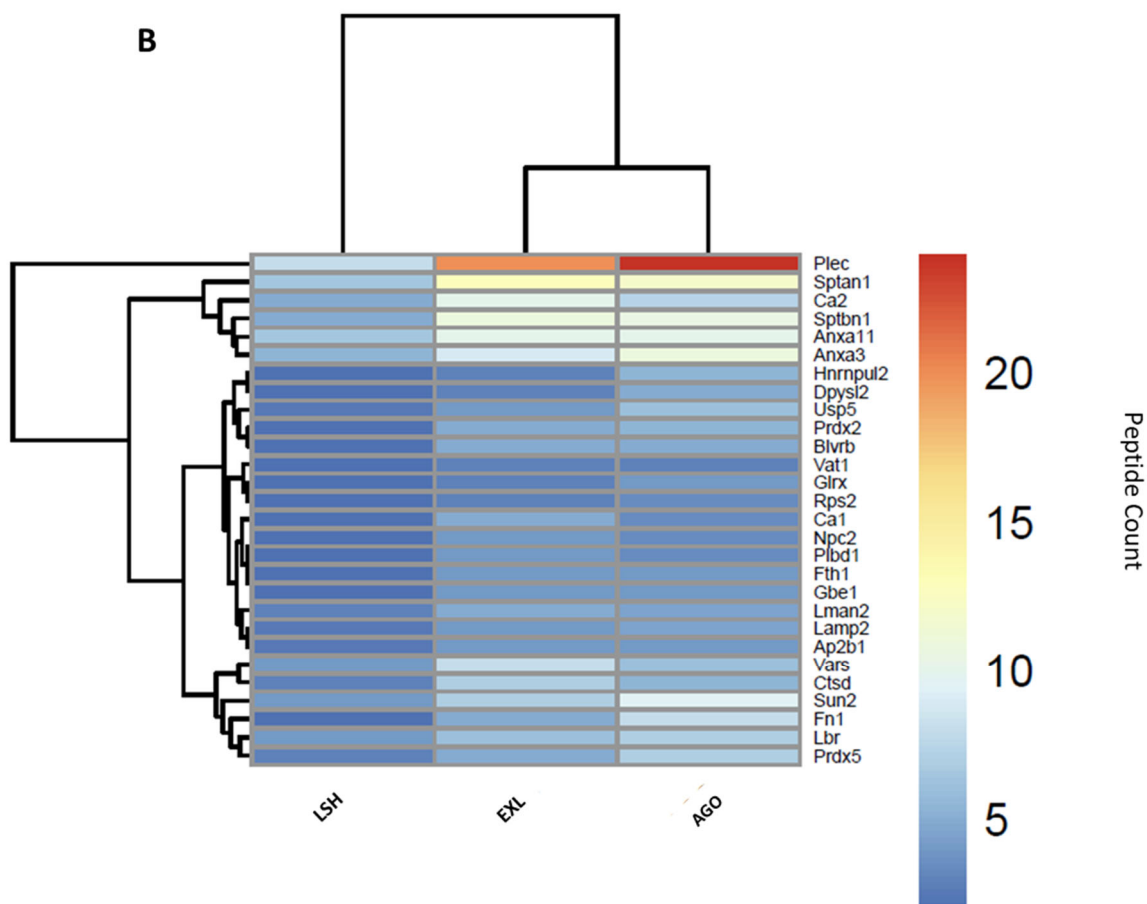 B
Plec
Sptan1
Ca2
Sptbn1
Anxa11
Anxa3
Hnrnpul2
Dpysl2
Usp5
Prdx2
Blvrb
Vat1
Glrx
Rps2
Ca1
Npc2
Plbd1
Fth1
Gbe1
Lman2
Lamp2
Ap2b1
Vars
Ctsd
Sun2
Fn1
Lbr
Prdx5
LSH
EXL
AGO
20
15
10
5
Peptide Count